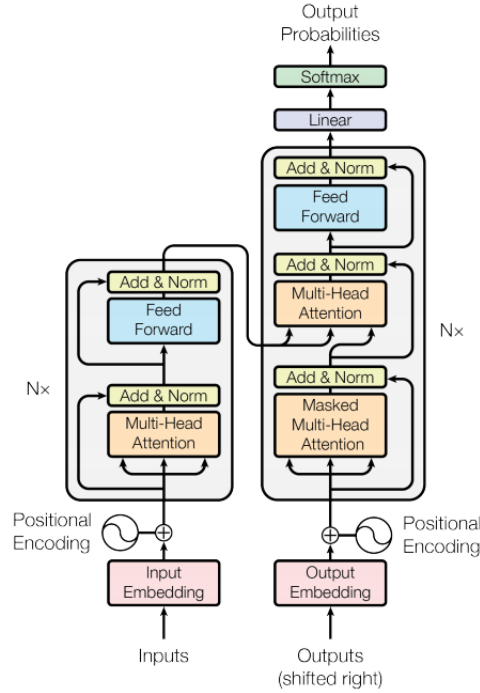 Output
Probabilities
Softmax
Linear
Add & Norm
Feed
Forward
Add & Norm
Multi-Head
Attention
Add & Norm
Masked
Multi-Head
Attention
N×
Add & Norm
Feed
Forward
Add & Norm
Multi-Head
Attention
N×
Positional
Encoding
Positional
Encoding
Input
Embedding
Output
Embedding
Inputs
Outputs
(shifted right)